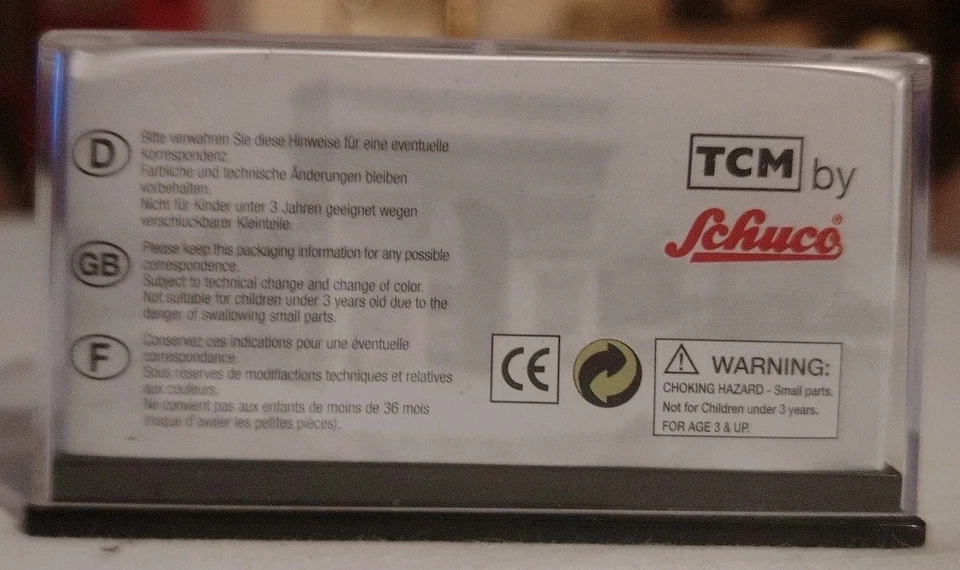 D
Bitte verwahren Sie diese Hinweise für eine eventuelle
Korrespondenz.
Farbliche und technische Änderungen bleiben
vorbehalten.
Nicht für Kinder unter 3 Jahren geeignet wegen
verschluckbarer Kleinteile.
GB
Please keep this packaging information for any possible
correspondence.
Subject to technical change and change of color.
Not suitable for children under 3 years old due to the
danger of swallowing small parts.
F
Conservez ces indications pour une éventuelle
correspondance.
Sous réserves de modifiactions techniques et relatives
aux couleurs.
Ne convient pas aux enfants de moins de 36 mois
(risque d'avaler les petites pièces).
TCM by
Schuco®
CE
WARNING:
CHOKING HAZARD - Small parts.
Not for Children under 3 years.
FOR AGE 3 & UP.